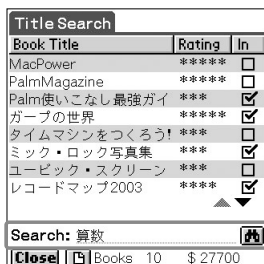 Title Search
Book Title Rating In
MacPower *****
PalmMagazine *****
Palm使いこなし最強ガイ ***
ガープの世界 *****
タイムマシンをつくろう! ***
ミック・ロック写真集 ***
ユービック・スクリーン ***
レコードマップ2003 ****
Search: 算数
Close Books 10 $ 27700